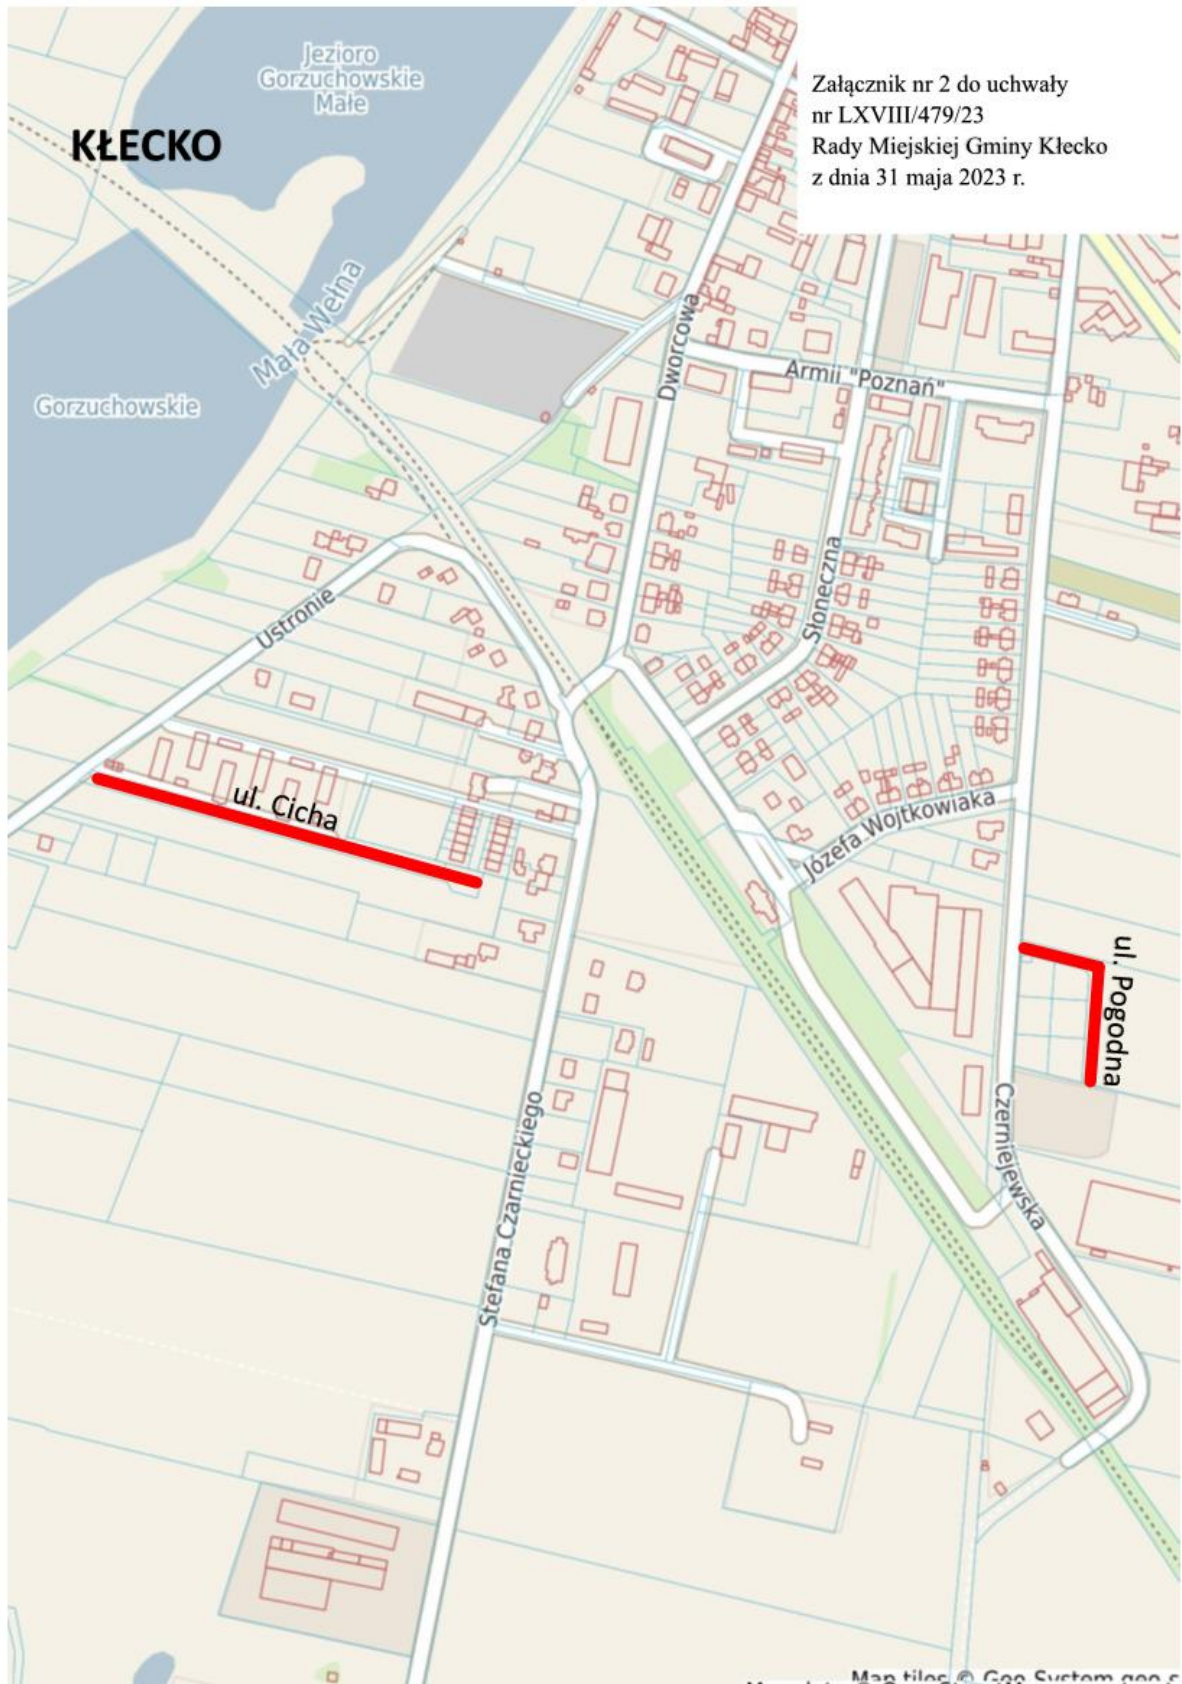 Jezioro
Gorzuchowskie
Małe
KŁECKO
Załącznik nr 2 do uchwały
nr LXVIII/479/23
Rady Miejskiej Gminy Kłecko
z dnia 31 maja 2023 r.
Mała Wełna
Gorzuchowskie
Dworcowa
Armii "Poznań"
Słoneczna
Ustronie
ul. Cicha
Józefa Wojtkowiaka
ul. Pogodna
Czerniejewska
Stefana Czarnieckiego
Map tiles © Geo-System